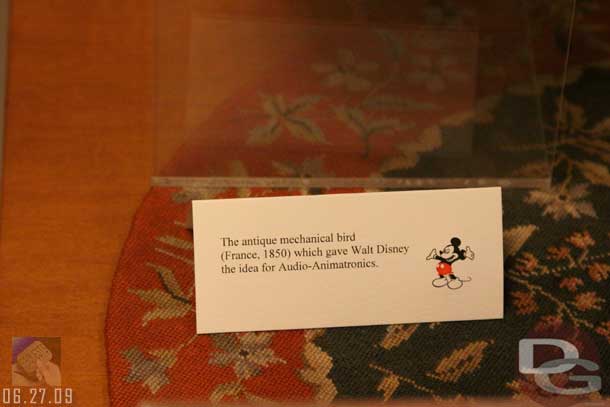 The antique mechanical bird
(France, 1850) which gave Walt Disney
the idea for Audio-Animatronics.
06.27.09
DG